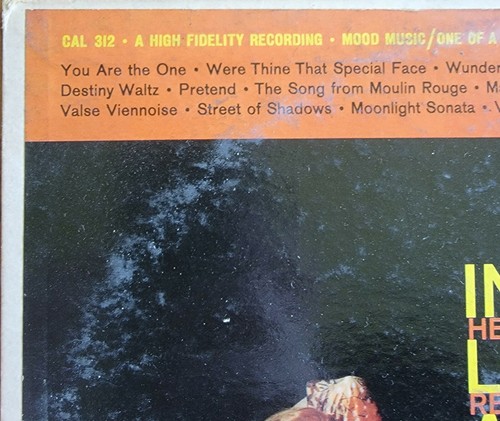 CAL 312 • A HIGH FIDELITY RECORDING • MOOD MUSIC/ONE OF A
You Are the One • Were Thine That Special Face • Wunder
Destiny Waltz • Pretend • The Song from Moulin Rouge • M
Valse Viennoise • Street of Shadows • Moonlight Sonata •
IN
HE
L
RE